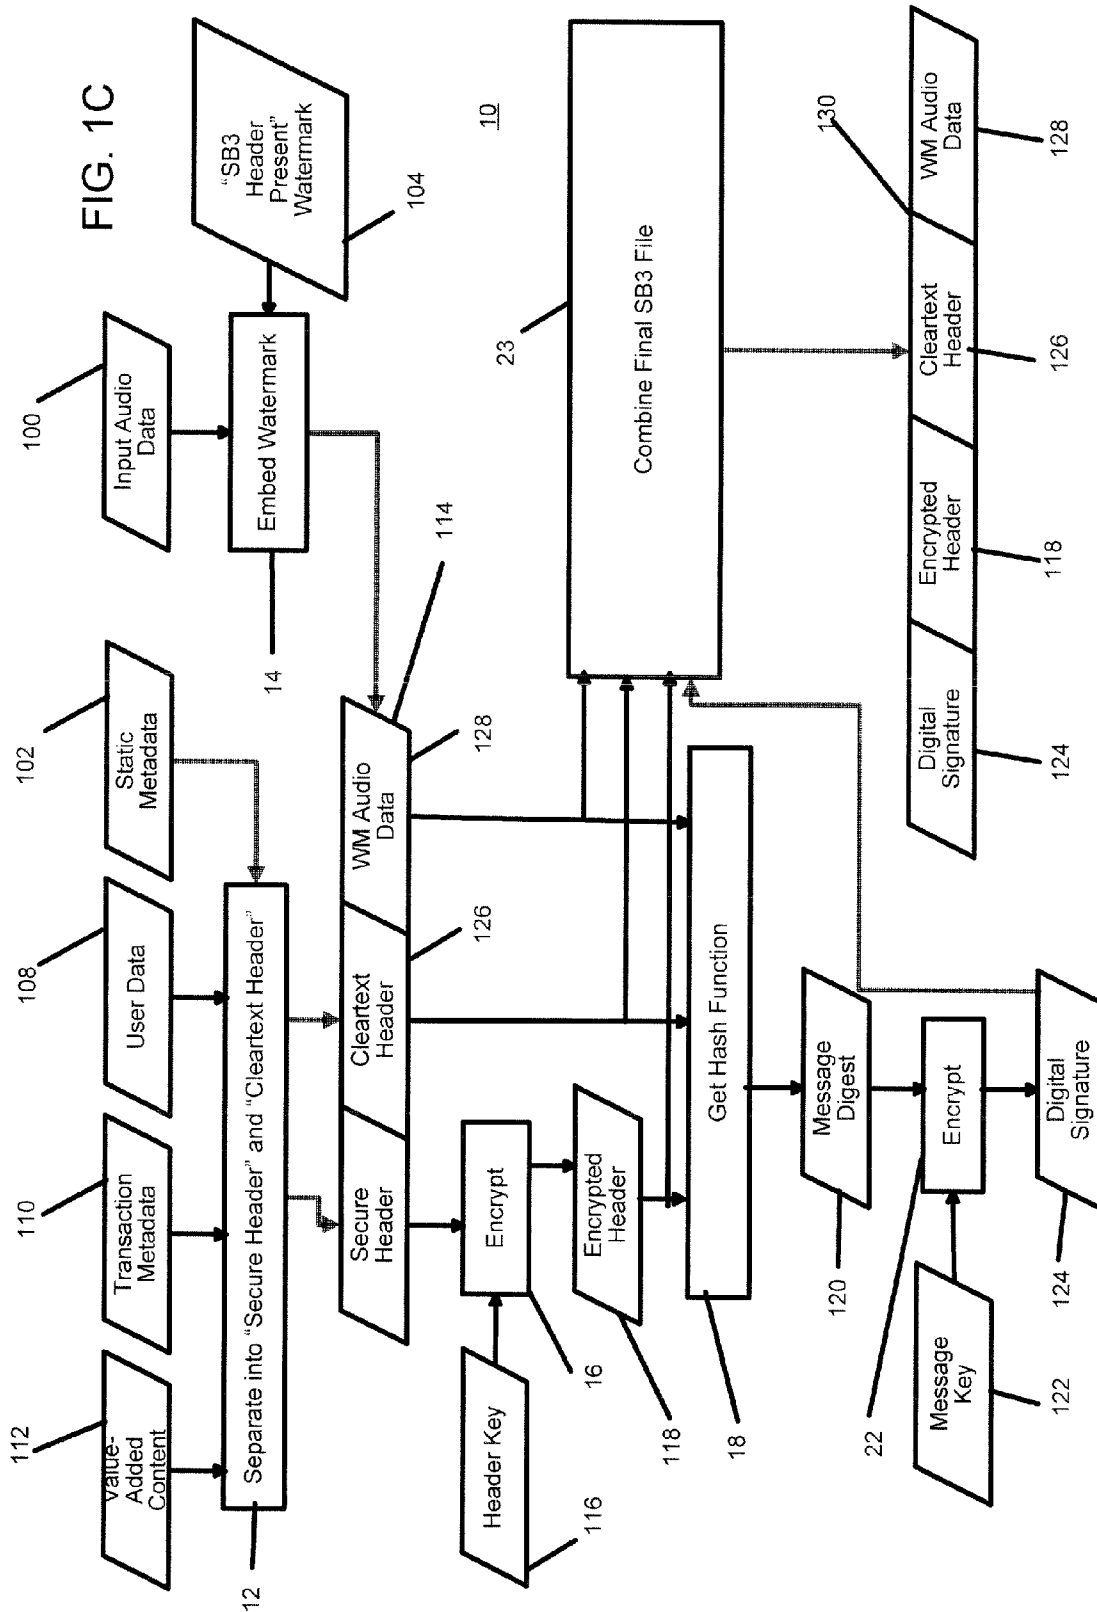 FIG. 1C
10
112
110
108
102
100
Value-
Added
Content
Transaction
Metadata
User Data
Static
Metadata
Input Audio
Data
"SB3
Header
Present"
Watermark
104
12
Separate into "Secure Header" and "Cleartext Header"
14
Embed Watermark
114
Secure
Header
Cleartext
Header
126
WM Audio
Data
128
116
Header Key
Encrypt
16
Encrypted
Header
118
18
Get Hash Function
23
Combine Final SB3 File
Message
Digest
120
Message
Key
122
22
Encrypt
Digital
Signature
124
130
Digital
Signature
Encrypted
Header
Cleartext
Header
WM Audio
Data
124
118
126
128